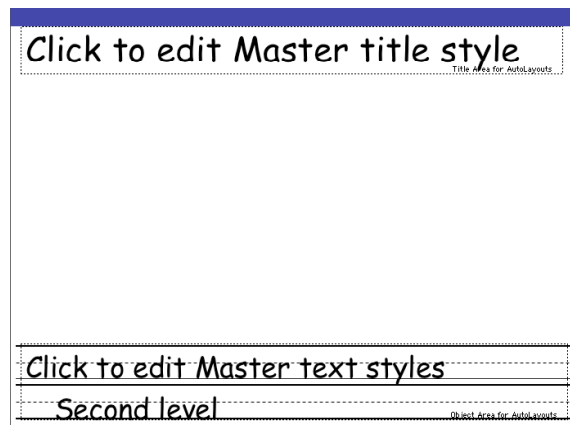 Click to edit Master title style
Title Area for AutoLayouts
Click to edit Master text styles
Second level
Object Area for AutoLayouts